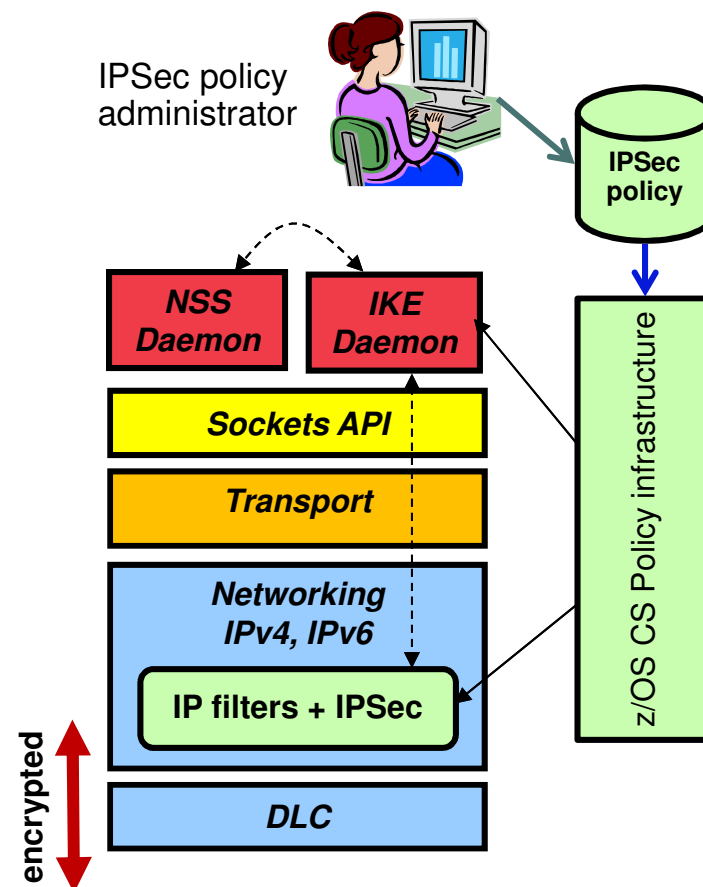 IPSec policy
administrator
IPSec
policy
NSS
Daemon
IKE
Daemon
Sockets API
Transport
Networking
IPv4, IPv6
IP filters + IPSec
DLC
encrypted
z/OS CS Policy infrastructure